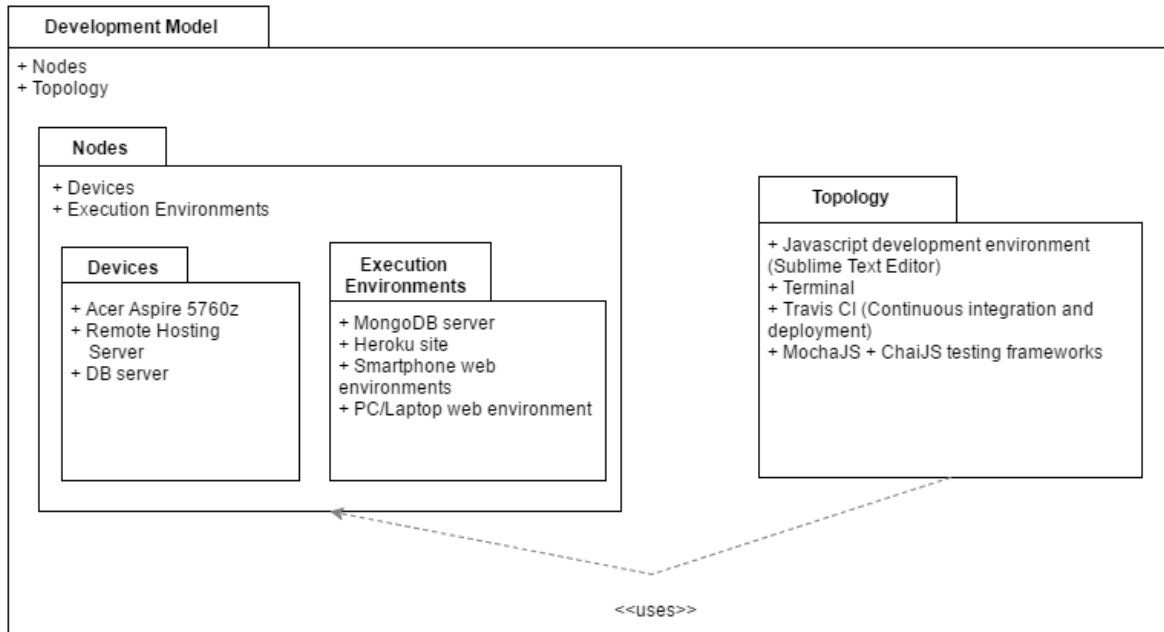 Development Model
+ Nodes
+ Topology
Nodes
+ Devices
+ Execution Environments
Devices
+ Acer Aspire 5760z
+ Remote Hosting
Server
+ DB server
Execution
Environments
+ MongoDB server
+ Heroku site
+ Smartphone web
environments
+ PC/Laptop web environment
Topology
+ Javascript development environment
(Sublime Text Editor)
+ Terminal
+ Travis CI (Continuous integration and
deployment)
+ MochaJS + ChaiJS testing frameworks
<<uses>>